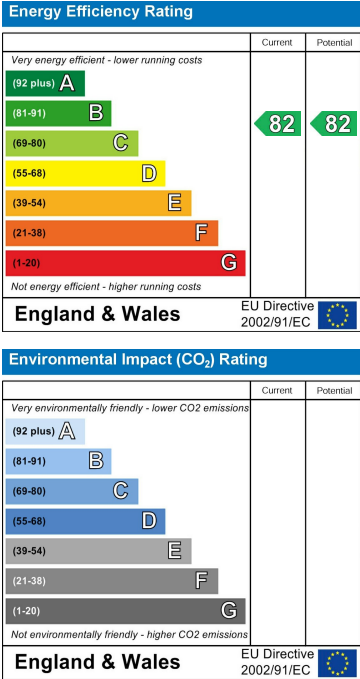 Energy Efficiency Rating
Current Potential
Very energy efficient - lower running costs
(92 plus) A
(81-91) B
82 82
(69-80) C
(55-68) D
(39-54) E
(21-38) F
(1-20) G
Not energy efficient - higher running costs
England & Wales
EU Directive
2002/91/EC
Environmental Impact (CO₂) Rating
Current Potential
Very environmentally friendly - lower CO2 emissions
(92 plus) A
(81-91) B
(69-80) C
(55-68) D
(39-54) E
(21-38) F
(1-20) G
Not environmentally friendly - higher CO2 emissions
England & Wales
EU Directive
2002/91/EC